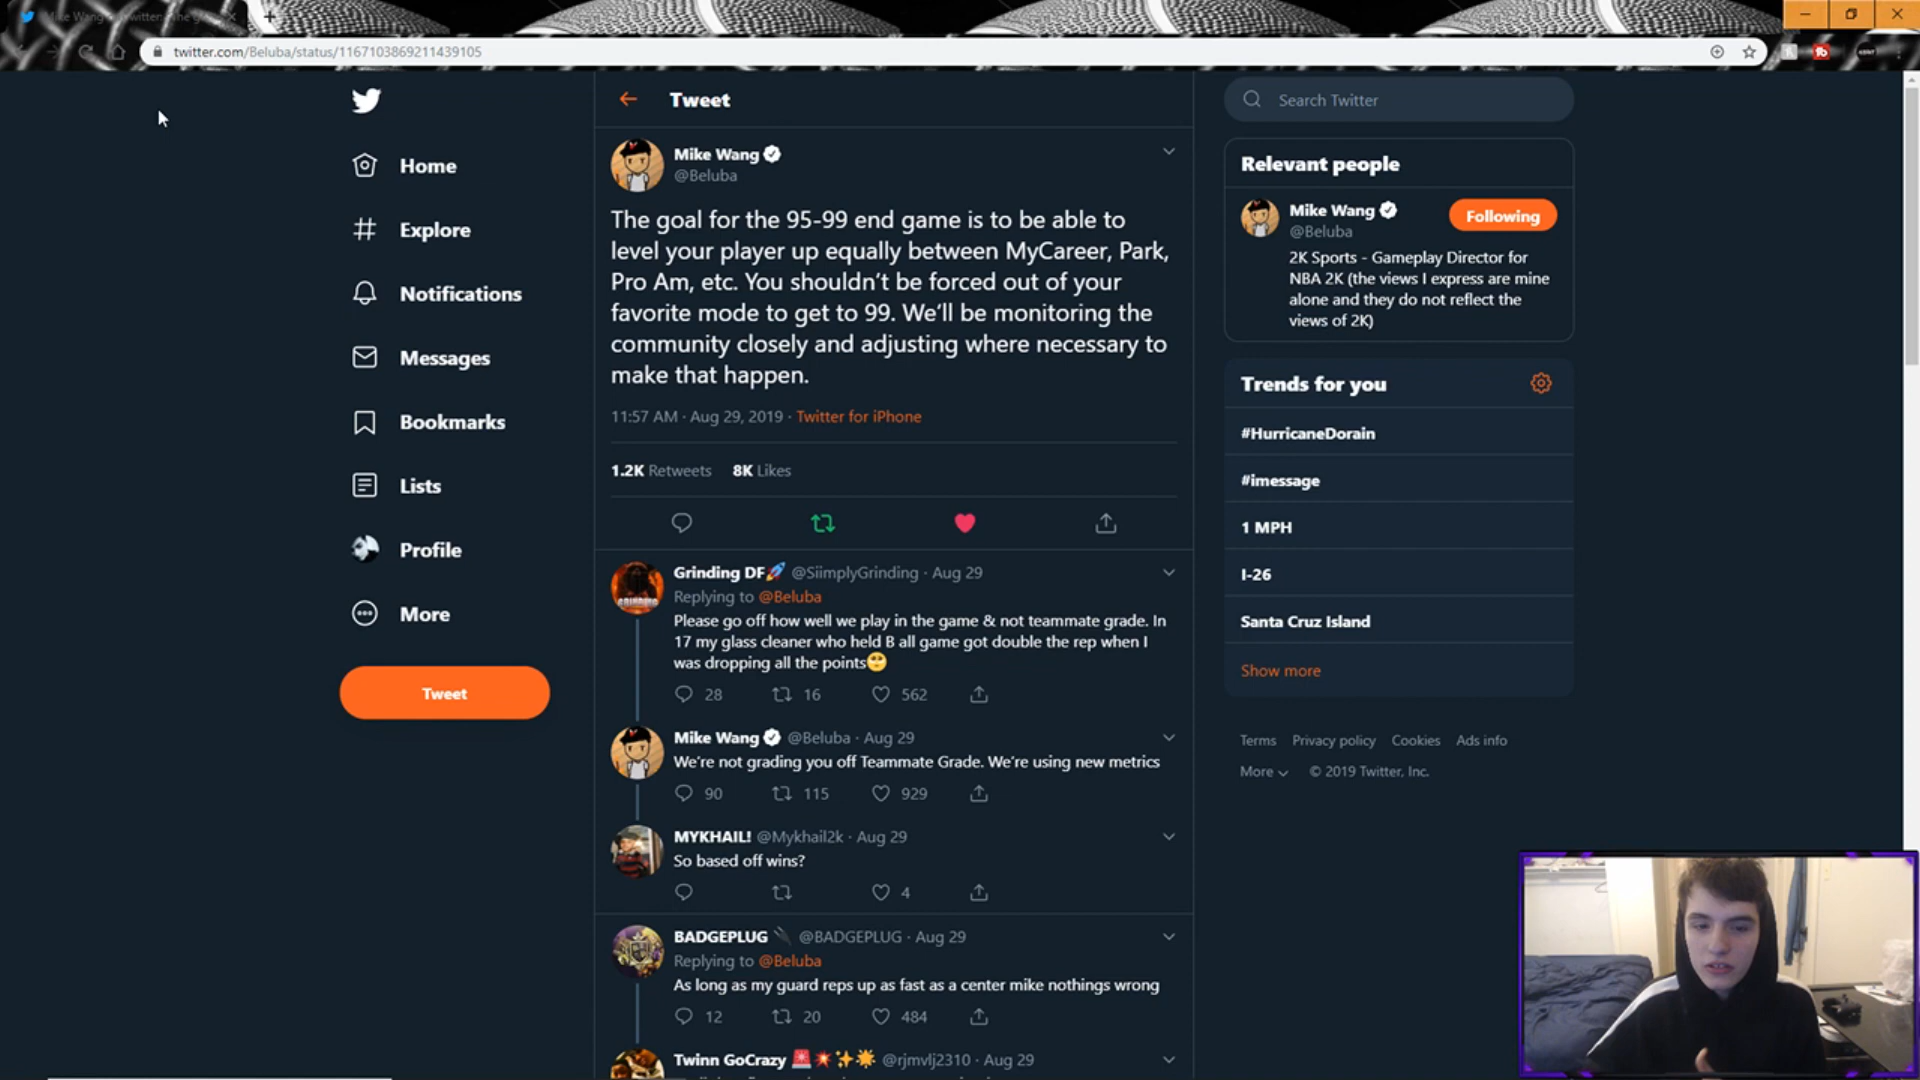 twitter.com/Beluba/status/1167103869211439105
Home
Explore
Notifications
Messages
Bookmarks
Lists
Profile
More
Tweet
Tweet
Mike Wang
@Beluba
The goal for the 95-99 end game is to be able to
level your player up equally between MyCareer, Park,
Pro Am, etc. You shouldn't be forced out of your
favorite mode to get to 99. We'll be monitoring the
community closely and adjusting where necessary to
make that happen.
11:57 AM · Aug 29, 2019 · Twitter for iPhone
1.2K Retweets 8K Likes
Grinding DF🚀 @SiimplyGrinding · Aug 29
Replying to @Beluba
Please go off how well we play in the game & not teammate grade. In
17 my glass cleaner who held B all game got double the rep when I
was dropping all the points🙄
28 16 562
Mike Wang @Beluba · Aug 29
We're not grading you off Teammate Grade. We're using new metrics
90 115 929
MYKHAIL! @Mykhail2k · Aug 29
So based off wins?
4
BADGEPLUG 🔌 @BADGEPLUG · Aug 29
Replying to @Beluba
As long as my guard reps up as fast as a center mike nothings wrong
12 20 484
Twinn GoCrazy 🚨💥✨🌟 @rjmvlj2310 · Aug 29
Search Twitter
Relevant people
Mike Wang
@Beluba
Following
2K Sports - Gameplay Director for
NBA 2K (the views I express are mine
alone and they do not reflect the
views of 2K)
Trends for you
#HurricaneDorain
#imessage
1 MPH
I-26
Santa Cruz Island
Show more
Terms Privacy policy Cookies Ads info
More © 2019 Twitter, Inc.